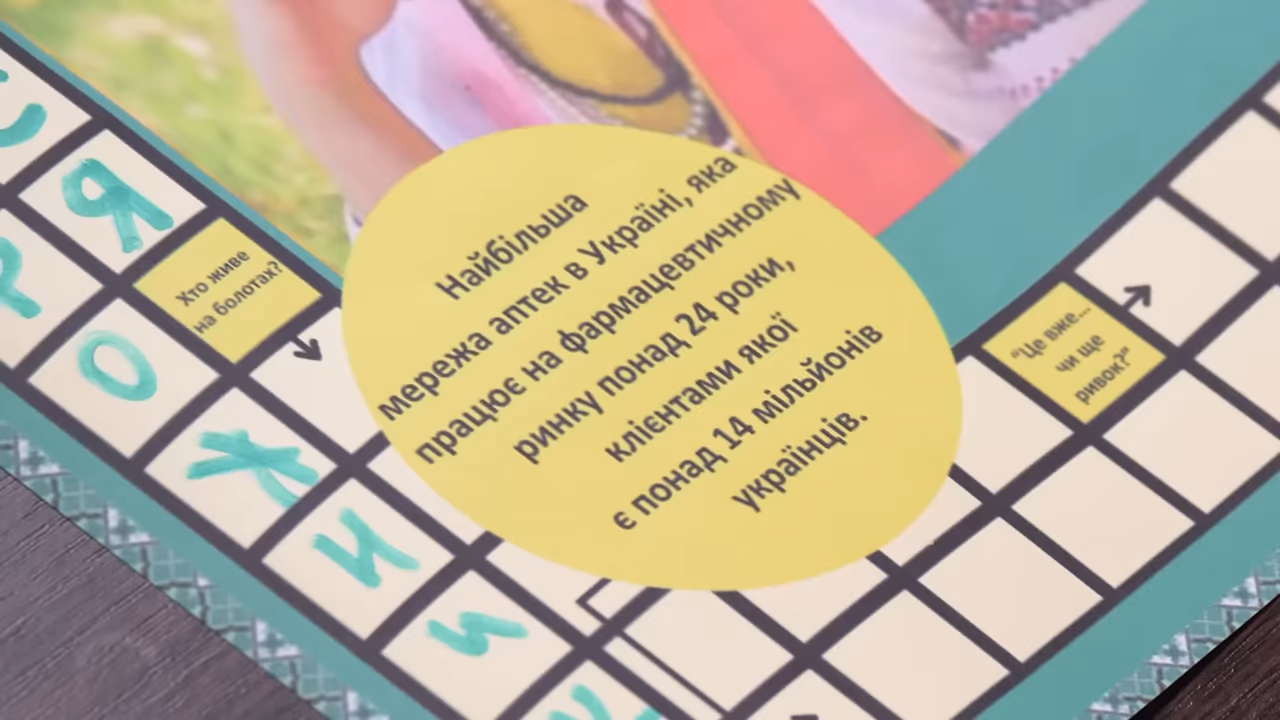 Я
Хто живе
на болотах?
О
Ж
И
И
Найбільша
мережа аптек в Україні, яка
працює на фармацевтичному
ринку понад 24 роки,
клієнтами якої
є понад 14 мільйонів
українців.
"Це вже...
чи ще
ривок?"